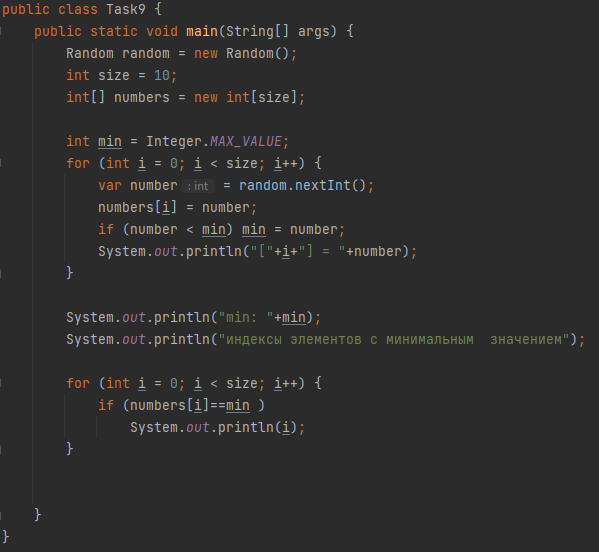 public class Task9 {
    public static void main(String[] args) {
        Random random = new Random();
        int size = 10;
        int[] numbers = new int[size];

        int min = Integer.MAX_VALUE;
        for (int i = 0; i < size; i++) {
            var number : int = random.nextInt();
            numbers[i] = number;
            if (number < min) min = number;
            System.out.println("["+i+"] = "+number);
        }

        System.out.println("min: "+min);
        System.out.println("индексы элементов с минимальным  значением");

        for (int i = 0; i < size; i++) {
            if (numbers[i]==min )
                System.out.println(i);
        }

    }
}